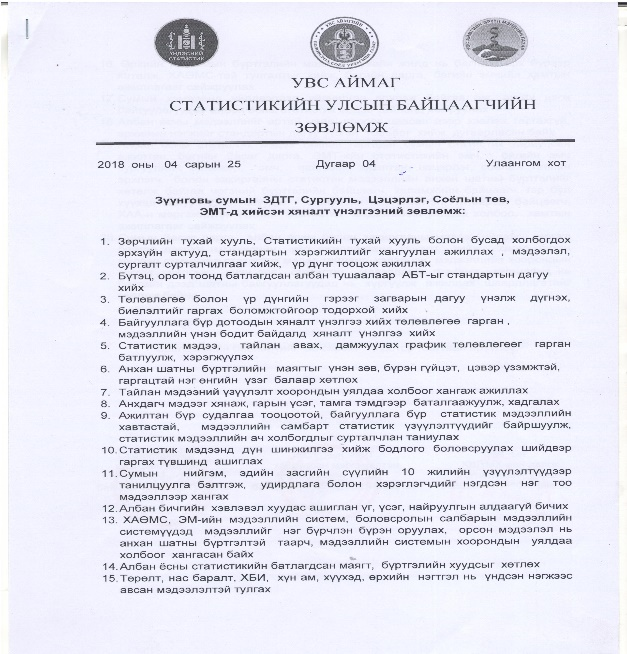 УВС АЙМАГ
СТАТИСТИКИЙН УЛСЫН БАЙЦААГЧИЙН
ЗӨВЛӨМЖ
2018 оны 04 сарын 25 Дугаар 04 Улаангом хот
Зүүнговь сумын ЗДТГ, Сургууль, Цэцэрлэг, Соёлын төв,
ЭМТ-д хийсэн хяналт үнэлгээний зөвлөмж:
1. Зөрчлийн тухай хууль, Статистикийн тухай хууль болон бусад холбогдох
эрхзүйн актууд, стандартын хэрэгжилтийг хангуулан ажиллах , мэдээлэл,
сургалт сурталчилгааг хийж, үр дүнг тооцож ажиллах
2. Бүтэц, орон тоонд батлагдсан албан тушаалаар АБТ-ыг стандартын дагуу
хийх
3. Төлөвлөгөө болон үр дүнгийн гэрээг загварын дагуу үнэлж дүгнэх,
биелэлтийг гаргах боломжтойгоор тодорхой хийх
4. Байгууллага бүр дотоодын хяналт үнэлгээ хийх төлөвлөгөө гарган ,
мэдээллийн үнэн бодит байдалд хяналт үнэлгээ хийх
5. Статистик мэдээ, тайлан авах, дамжуулах график төлөвлөгөөг гарган
батлуулж, хэрэгжүүлэх
6. Анхан шатны бүртгэлийн маягтыг үнэн зөв, бүрэн гүйцэт, цэвэр үзэмжтэй,
гаргацтай нэг өнгийн үзэг балаар хөтлөх
7. Тайлан мэдээний үзүүлэлт хоорондын уялдаа холбоог хангаж ажиллах
8. Анхдагч мэдээг хянаж, гарын үсэг, тамга тэмдгээр баталгаажуулж, хадгалах
9. Ажилтан бүр судалгаа тооцоотой, байгууллага бүр статистик мэдээллийн
хавтастай, мэдээллийн самбарт статистик үзүүлэлтүүдийг байршуулж,
статистик мэдээллийн ач холбогдлыг сурталчлан таниулах
10. Статистик мэдээнд дүн шинжилгээ хийж бодлого боловсруулах шийдвэр
гаргах түвшинд ашиглах
11. Сумын нийгэм, эдийн засгийн сүүлийн 10 жилийн үзүүлэлтүүдээр
танилцуулга бэлтгэж, удирдлага болон хэрэглэгчдийг нэгдсэн нэг тоо
мэдээллээр хангах
12. Албан бичгийн хэвлэвэл хуудас ашиглан үг, үсэг, найруулгын алдаагүй бичих
13. ХАӨМС, ЭМ-ийн мэдээллийн систем, боловсролын салбарын мэдээллийн
системүүдэд мэдээллийг нэг бүрчлэн бүрэн оруулах, орсон мэдээлэл нь
анхан шатны бүртгэлтэй таарч, мэдээллийн системын хоорондын уялдаа
холбоог хангасан байх
14. Албан ёсны статистикийн батлагдсан маягт, бүртгэлийн хуудсыг хөтлөх
15. Төрөлт, нас баралт, ХБИ, хүн ам, хүүхэд, өрхийн нэгтгэл нь үндсэн нэгжээс
авсан мэдээлэлтэй тулгах